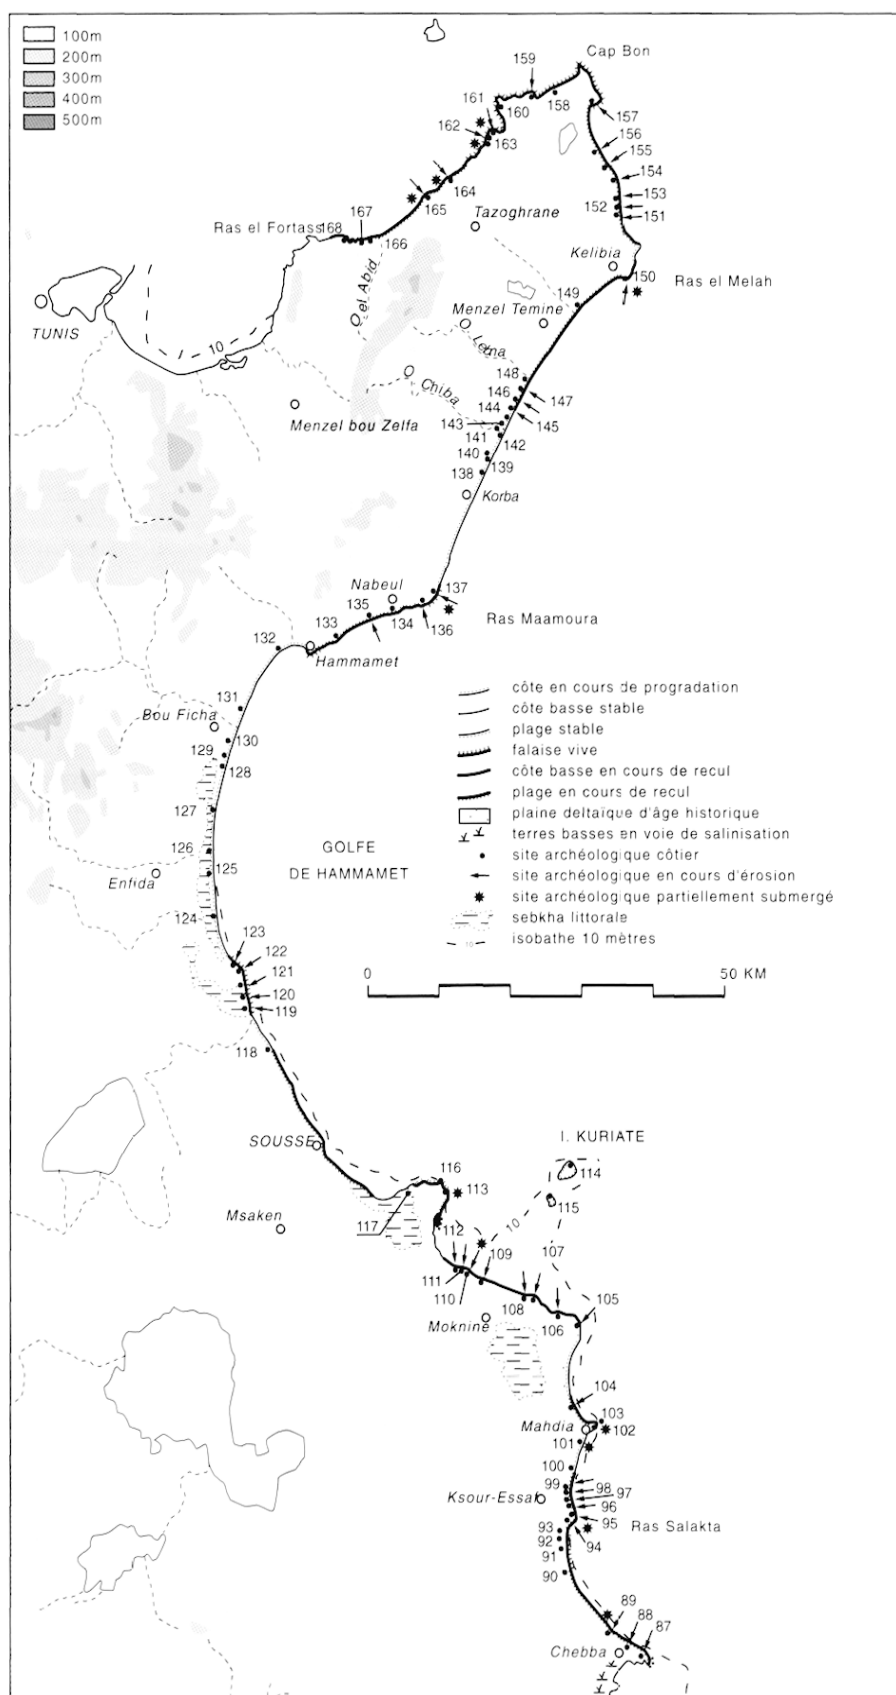 100m
200m
300m
400m
500m
Cap Bon
159
158
160
161
162
163
157
156
155
154
153
152
151
164
165
Tazoghrane
Ras el Fortass
168
167
166
Kelibia
150
Ras el Melah
el Abid
149
Menzel Temine
TUNIS
10
Lebna
Chiba
148
146
147
144
145
143
141
142
140
139
138
Menzel bou Zelfa
Korba
Nabeul
137
135
134
136
Ras Maamoura
133
132
Hammamet
131
Bou Ficha
130
129
128
127
126
125
Enfida
124
GOLFE
DE HAMMAMET
côte en cours de progradation
côte basse stable
plage stable
falaise vive
côte basse en cours de recul
plage en cours de recul
plaine deltaïque d'âge historique
terres basses en voie de salinisation
site archéologique côtier
site archéologique en cours d'érosion
site archéologique partiellement submergé
sebkha littorale
10
isobathe 10 mètres
123
122
121
120
119
0
50 KM
118
SOUSSE
I. KURIATE
114
115
116
113
Msaken
117
112
10
109
107
111
110
108
106
105
Moknine
104
103
Mahdia
102
101
100
99
98
97
Ksour-Essaf
96
95
Ras Salakta
93
92
94
91
90
89
88
87
Chebba